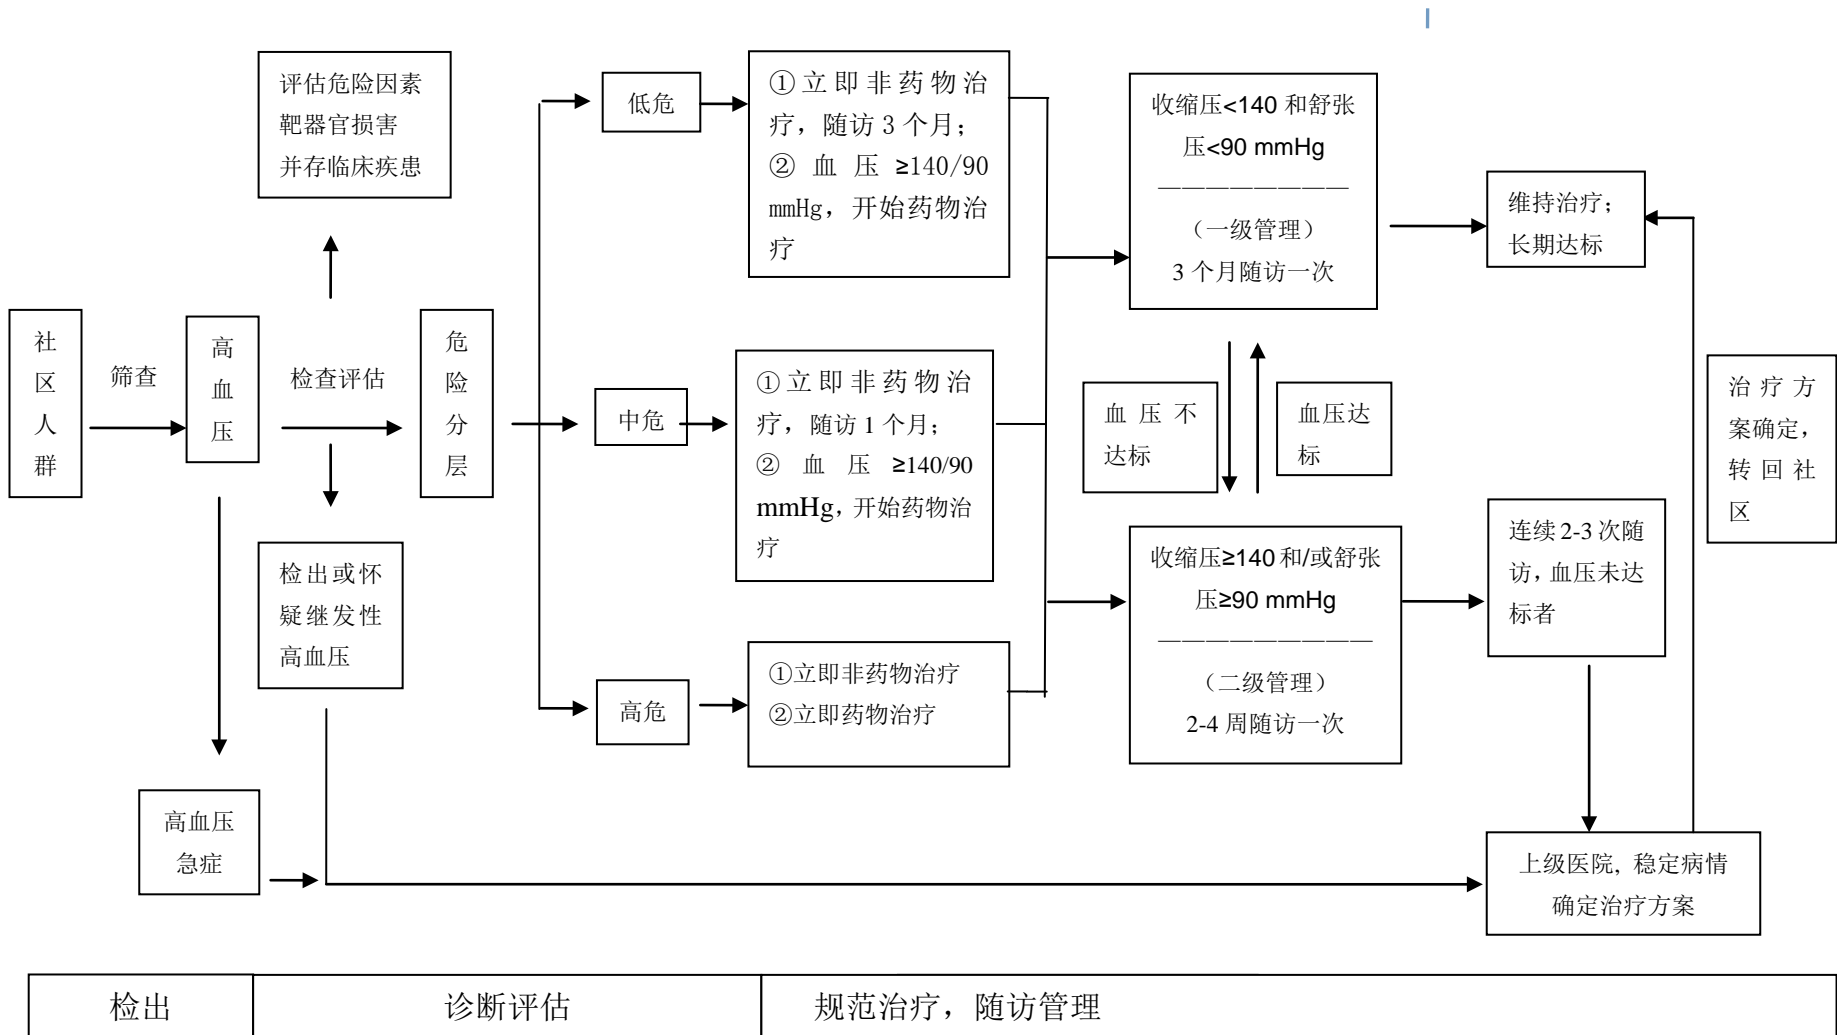 社
区
人
群
筛查
高
血
压
检查评估
评估危险因素
靶器官损害
并存临床疾患
检出或怀
疑继发性
高血压
高血压
急症
危
险
分
层
低危
①立即非药物治
疗，随访 3 个月；
② 血 压 ≥140/90
mmHg，开始药物治
疗
中危
①立即非药物治
疗，随访 1 个月；
② 血 压 ≥140/90
mmHg，开始药物治
疗
高危
①立即非药物治疗
②立即药物治疗
收缩压<140 和舒张
压<90 mmHg
————————
（一级管理）
3 个月随访一次
血 压 不
达标
血压达
标
收缩压≥140 和/或舒张
压≥90 mmHg
—————————
（二级管理）
2-4 周随访一次
维持治疗；
长期达标
连续 2-3 次随
访，血压未达
标者
治 疗 方
案确定，
转 回 社
区
上级医院, 稳定病情
确定治疗方案
检出
诊断评估
规范治疗，随访管理